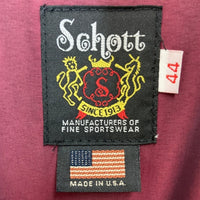 Schott
S
SINCE 1913
MANUFACTURERS OF
FINE SPORTSWEAR
44
MADE IN U.S.A.